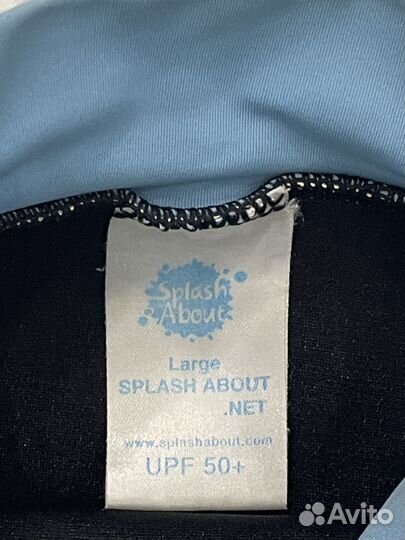 Splash
About
Large
SPLASH ABOUT
.NET
www.splashabout.com
UPF 50+
Avito